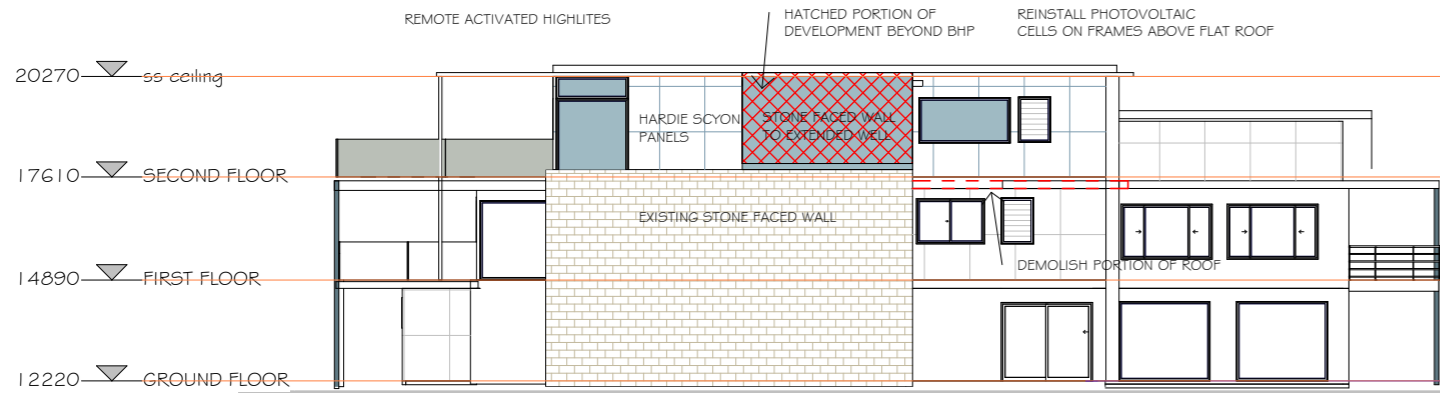 REMOTE ACTIVATED HIGHLITES
HATCHED PORTION OF
DEVELOPMENT BEYOND BHP
REINSTALL PHOTOVOLTAIC
CELLS ON FRAMES ABOVE FLAT ROOF
20270 ss ceiling
HARDIE SCYON
PANELS
STONE FACED WALL
TO EXTENDED WELL
17610 SECOND FLOOR
EXISTING STONE FACED WALL
DEMOLISH PORTION OF ROOF
14890 FIRST FLOOR
12220 GROUND FLOOR